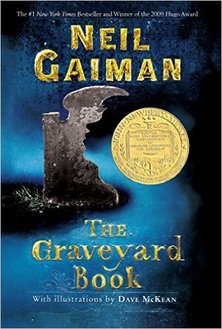 The #1 New York Times Bestseller and Winner of the 2009 Hugo Award
NEIL
GAIMAN
THE
Graveyard
Book
With illustrations by DAVE MCKEAN